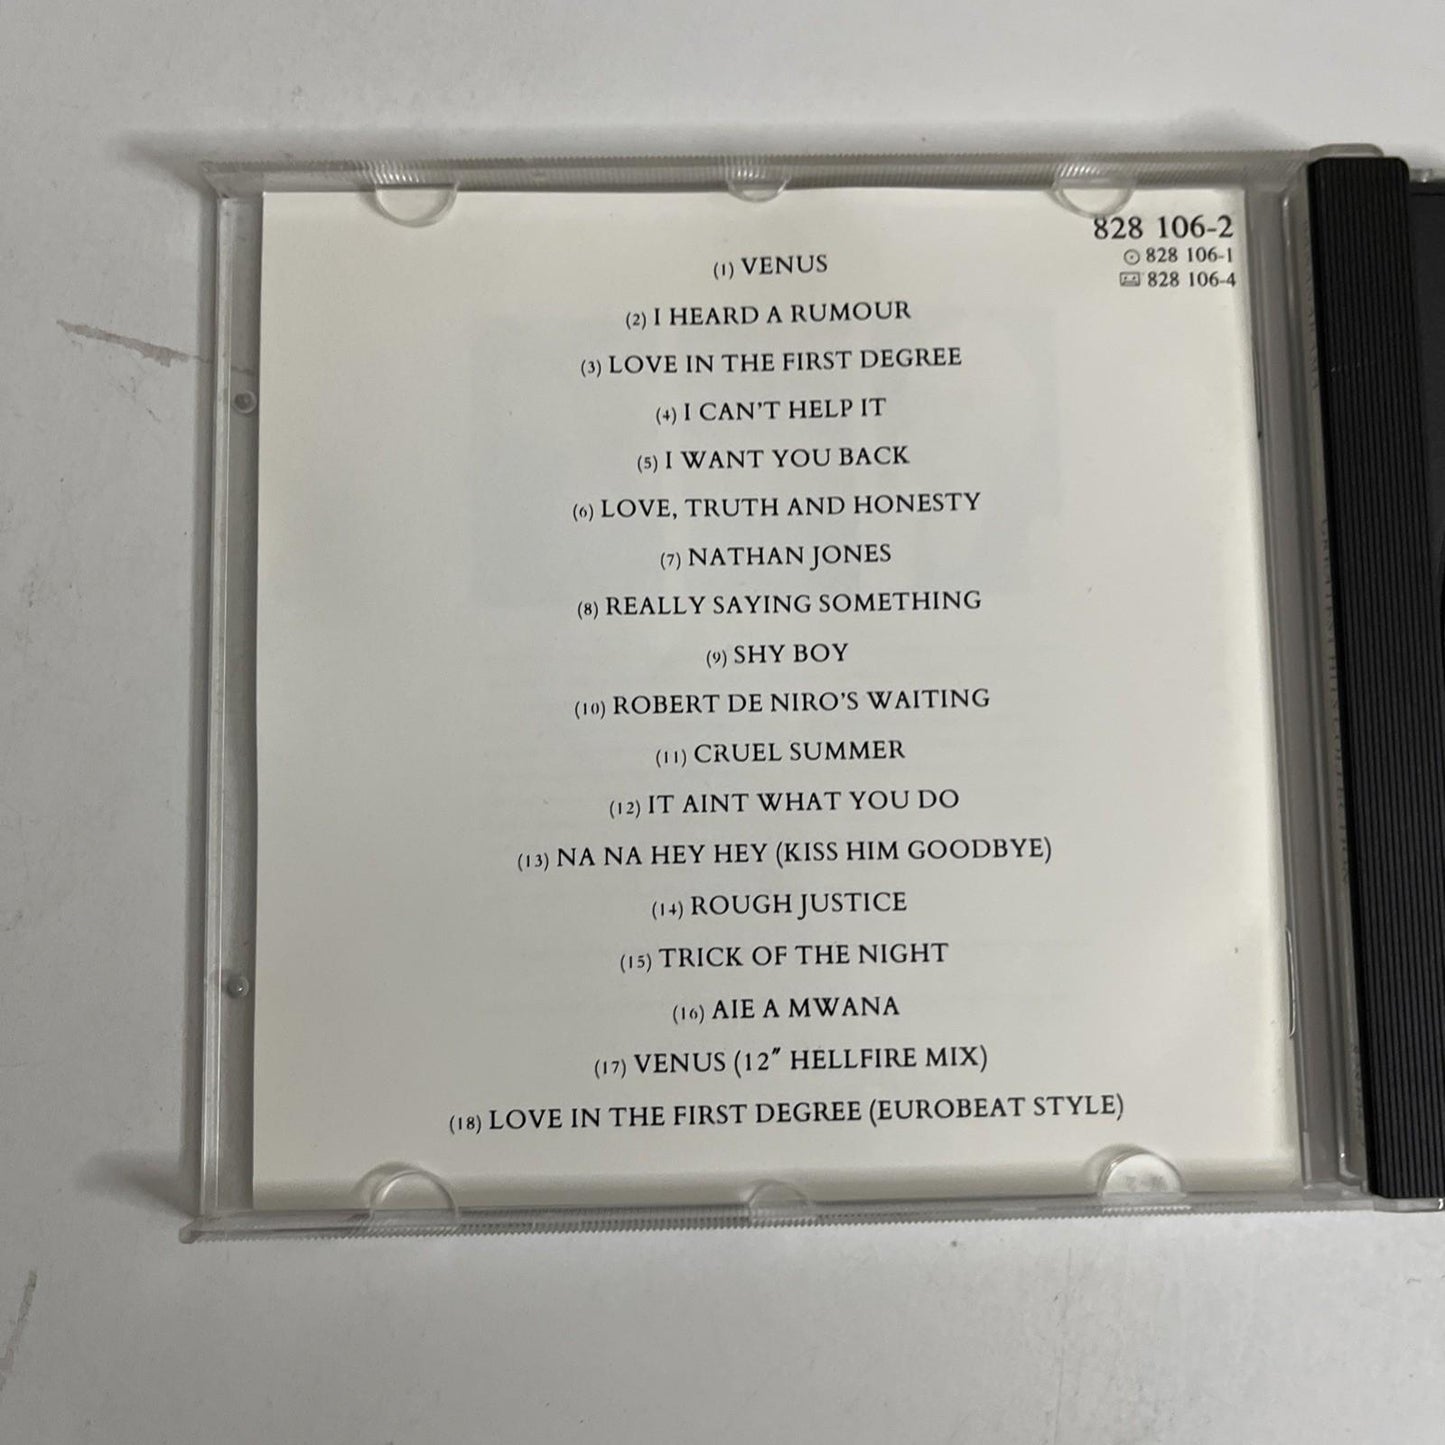 828 106-2
828 106-1
828 106-4
(1) VENUS
(2) I HEARD A RUMOUR
(3) LOVE IN THE FIRST DEGREE
(4) I CAN'T HELP IT
(5) I WANT YOU BACK
(6) LOVE, TRUTH AND HONESTY
(7) NATHAN JONES
(8) REALLY SAYING SOMETHING
(9) SHY BOY
(10) ROBERT DE NIRO'S WAITING
(11) CRUEL SUMMER
(12) IT AINT WHAT YOU DO
(13) NA NA HEY HEY (KISS HIM GOODBYE)
(14) ROUGH JUSTICE
(15) TRICK OF THE NIGHT
(16) AIE A MWANA
(17) VENUS (12″ HELLFIRE MIX)
(18) LOVE IN THE FIRST DEGREE (EUROBEAT STYLE)